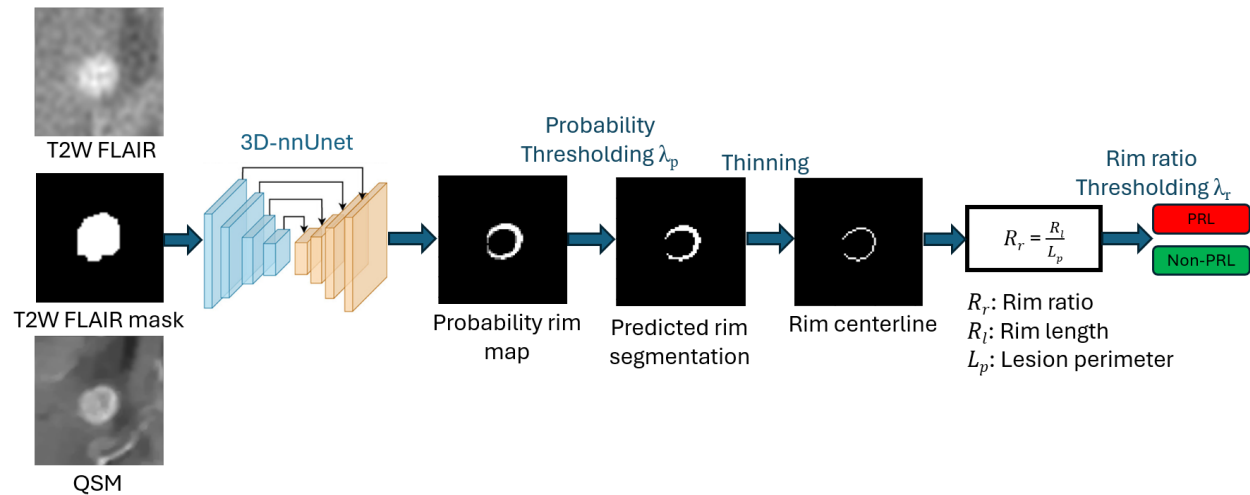 T2W FLAIR
T2W FLAIR mask
QSM
3D-nnUnet
Probability rim
map
Probability
Thresholding λp
Predicted rim
segmentation
Thinning
Rim centerline
Rr = Rl / Lp
Rr: Rim ratio
Rl: Rim length
Lp: Lesion perimeter
Rim ratio
Thresholding λr
PRL
Non-PRL